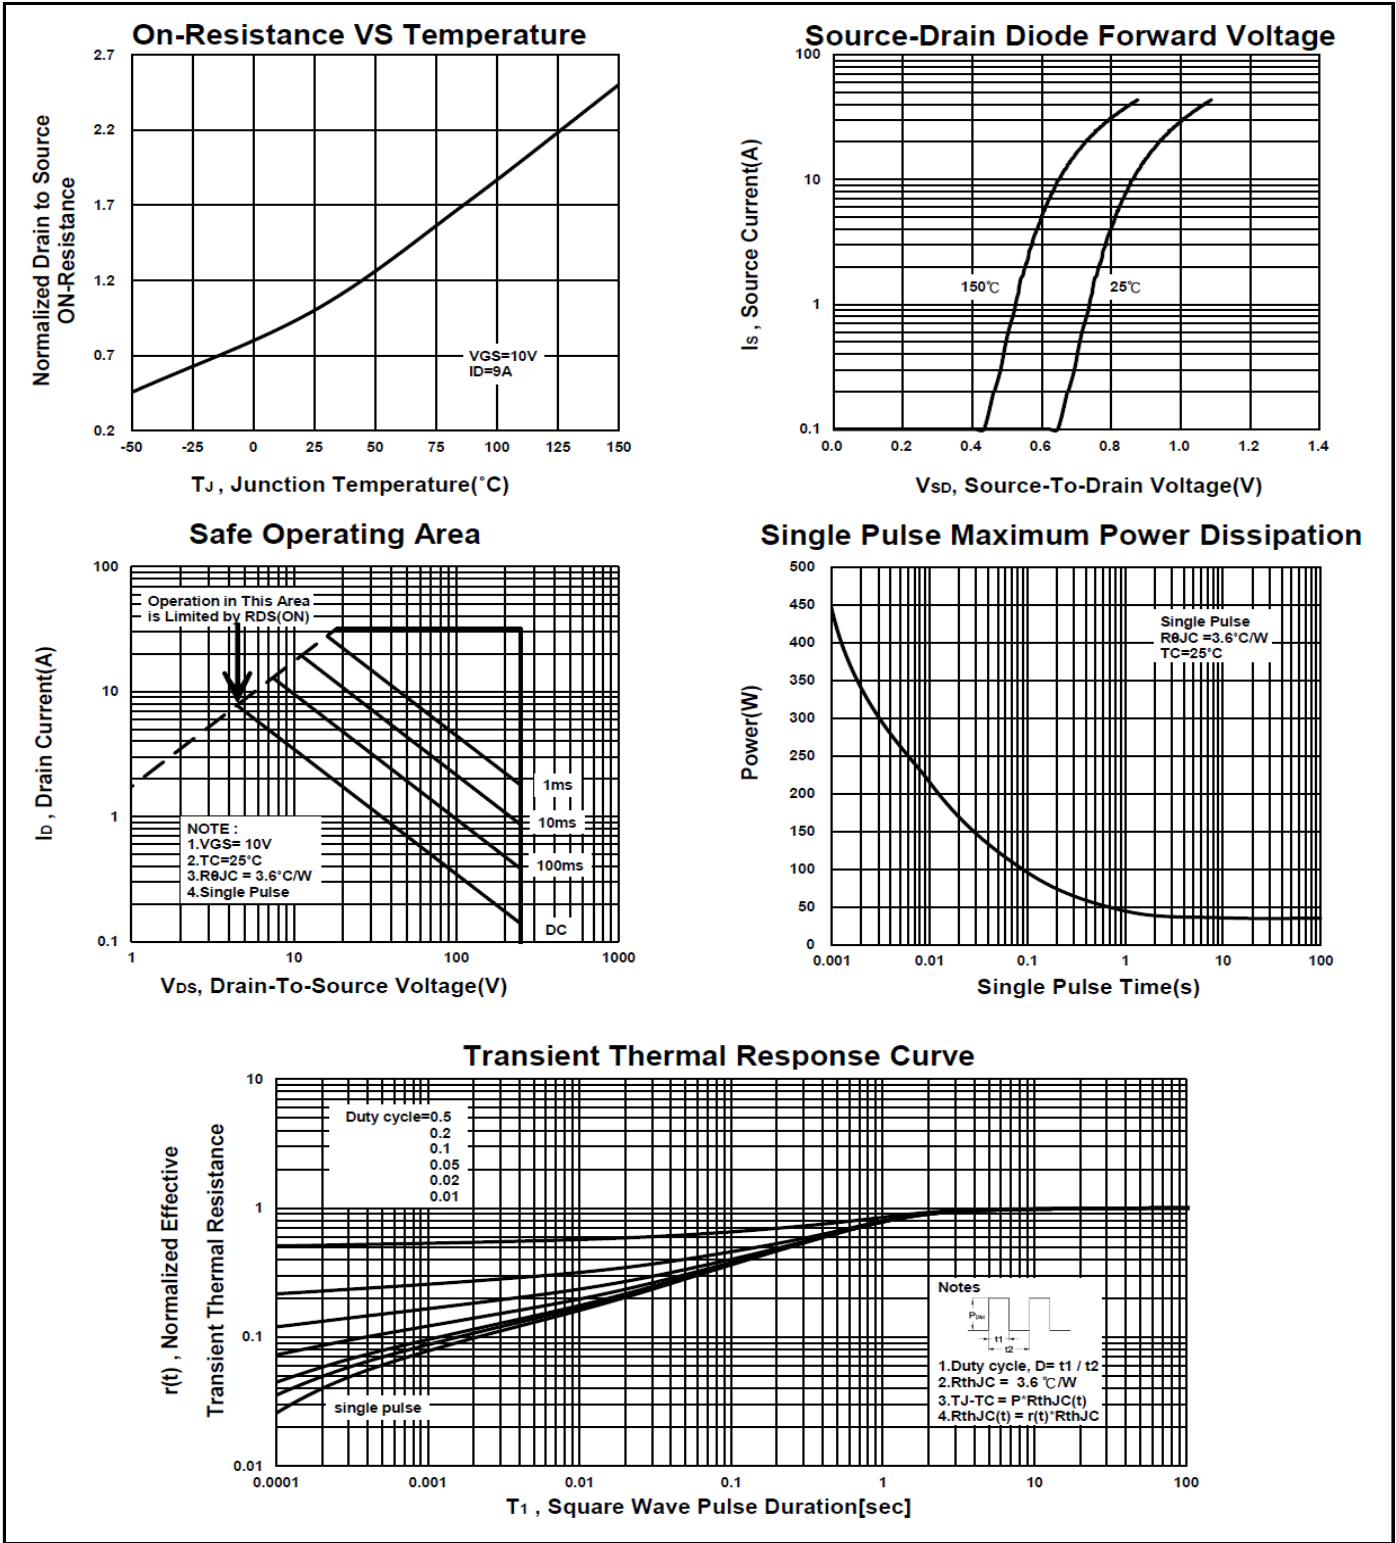 On-Resistance VS Temperature
Normalized Drain to Source
ON-Resistance
2.7
2.2
1.7
1.2
0.7
0.2
VGS=10V
ID=9A
-50 -25 0 25 50 75 100 125 150
TJ , Junction Temperature(˚C)
Source-Drain Diode Forward Voltage
IS , Source Current(A)
100
10
1
0.1
150℃
25℃
0.0 0.2 0.4 0.6 0.8 1.0 1.2 1.4
VSD, Source-To-Drain Voltage(V)
Safe Operating Area
ID , Drain Current(A)
100
10
1
0.1
Operation in This Area
is Limited by RDS(ON)
1ms
10ms
100ms
DC
NOTE :
1.VGS= 10V
2.TC=25°C
3.RθJC = 3.6°C/W
4.Single Pulse
1 10 100 1000
VDS, Drain-To-Source Voltage(V)
Single Pulse Maximum Power Dissipation
Power(W)
500
450
400
350
300
250
200
150
100
50
0
Single Pulse
RθJC =3.6°C/W
TC=25°C
0.001 0.01 0.1 1 10 100
Single Pulse Time(s)
Transient Thermal Response Curve
r(t) , Normalized Effective
Transient Thermal Resistance
10
1
0.1
0.01
Duty cycle=0.5
0.2
0.1
0.05
0.02
0.01
single pulse
Notes
PDM
t1
t2
1.Duty cycle, D= t1 / t2
2.RthJC = 3.6 ℃/W
3.TJ-TC = P*RthJC(t)
4.RthJC(t) = r(t)*RthJC
0.0001 0.001 0.01 0.1 1 10 100
T1 , Square Wave Pulse Duration[sec]